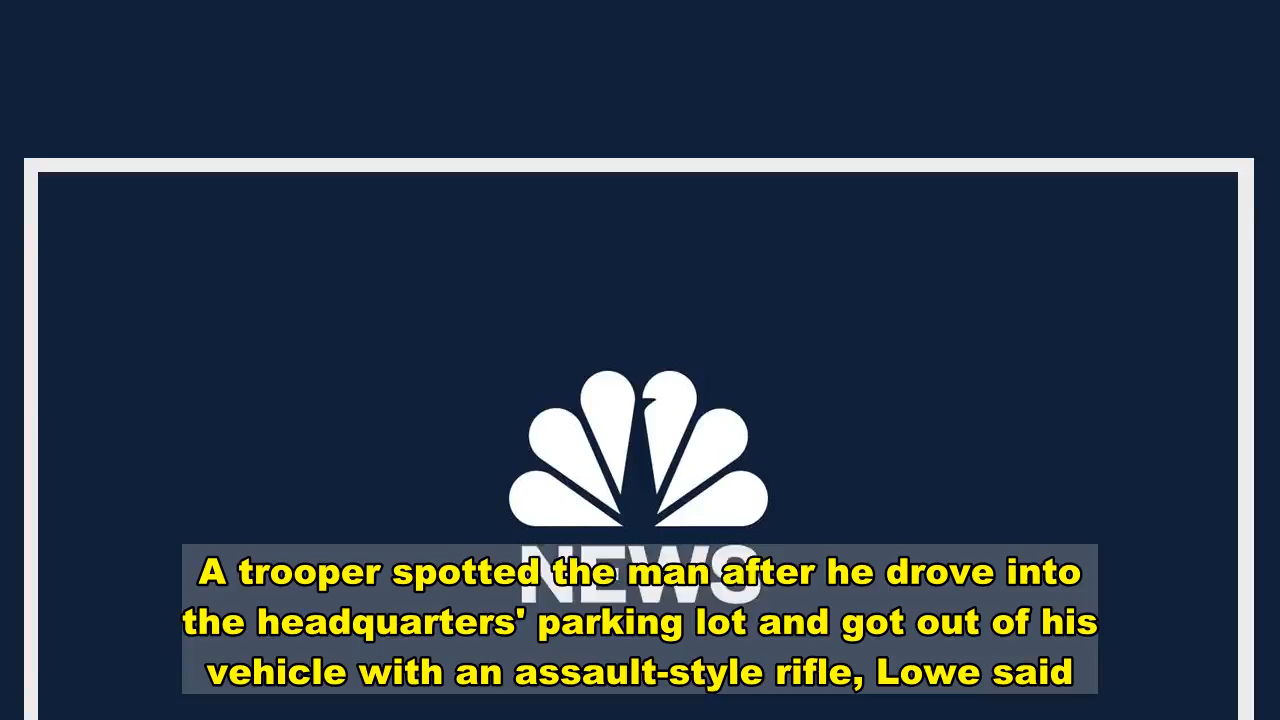 NEWS
A trooper spotted the man after he drove into
the headquarters' parking lot and got out of his
vehicle with an assault-style rifle, Lowe said